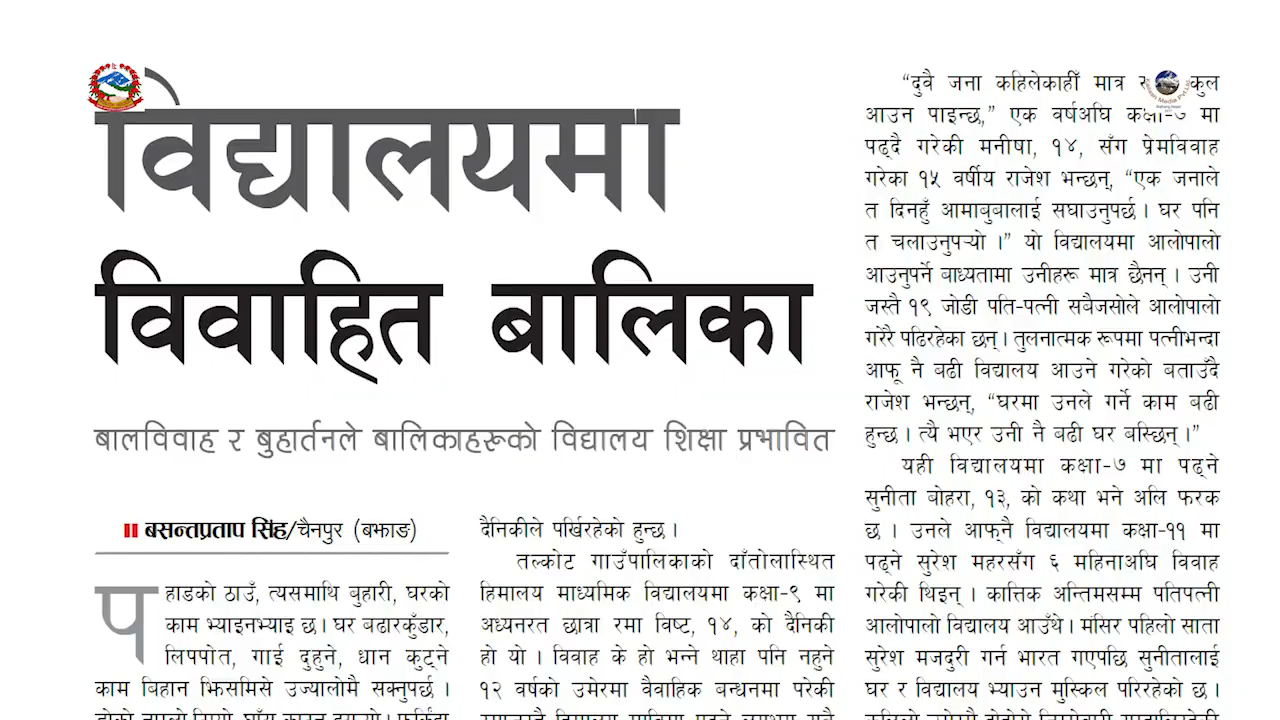 विद्यालयमा
विवाहित बालिका
बालविवाह र बुहार्तनले बालिकाहरूको विद्यालय शिक्षा प्रभावित
बसन्तप्रताप सिंह/चैनपुर (बझाङ)
पहाडको ठाउँ, त्यसमाथि बुहारी, घरको
काम भ्याइनभ्याइ छ। घर बढारकुँडार,
लिपपोत, गाई दुहुने, धान कुट्ने
काम बिहान झिसमिसे उज्यालोमै सक्नुपर्छ ।
दैनिकीले पर्खिरहेको हुन्छ ।
तल्कोट गाउँपालिकाको दाँतोलास्थित
हिमालय माध्यमिक विद्यालयमा कक्षा-९ मा
अध्यनरत छात्रा रमा विष्ट, १४, को दैनिकी
हो यो । विवाह के हो भन्ने थाहा पनि नहुने
१२ वर्षको उमेरमा वैवाहिक बन्धनमा परेकी
“दुवै जना कहिलेकाहीँ मात्र कुल
आउन पाइन्छ,” एक वर्षअघि कक्षा-७ मा
पढ्दै गरेकी मनीषा, १४, सँग प्रेमविवाह
गरेका १५ वर्षीय राजेश भन्छन्, “एक जनाले
त दिनहुँ आमाबुबालाई सघाउनुपर्छ । घर पनि
त चलाउनुपऱ्यो ।” यो विद्यालयमा आलोपालो
आउनुपर्ने बाध्यतामा उनीहरू मात्र छैनन् । उनी
जस्तै १९ जोडी पति-पत्नी सबैजसोले आलोपालो
गरेरै पढिरहेका छन् । तुलनात्मक रूपमा पत्नीभन्दा
आफू नै बढी विद्यालय आउने गरेको बताउँदै
राजेश भन्छन्, “घरमा उनले गर्ने काम बढी
हुन्छ । त्यै भएर उनी नै बढी घर बस्छिन् ।”
यही विद्यालयमा कक्षा-७ मा पढ्ने
सुनीता बोहरा, १३, को कथा भने अलि फरक
छ । उनले आफ्नै विद्यालयमा कक्षा-११ मा
पढ्ने सुरेश महरसँग ६ महिनाअघि विवाह
गरेकी थिइन् । कात्तिक अन्तिमसम्म पतिपत्नी
आलोपालो विद्यालय आउँथे । मंसिर पहिलो साता
सुरेश मजदुरी गर्न भारत गएपछि सुनीतालाई
घर र विद्यालय भ्याउन मुस्किल परिरहेको छ ।